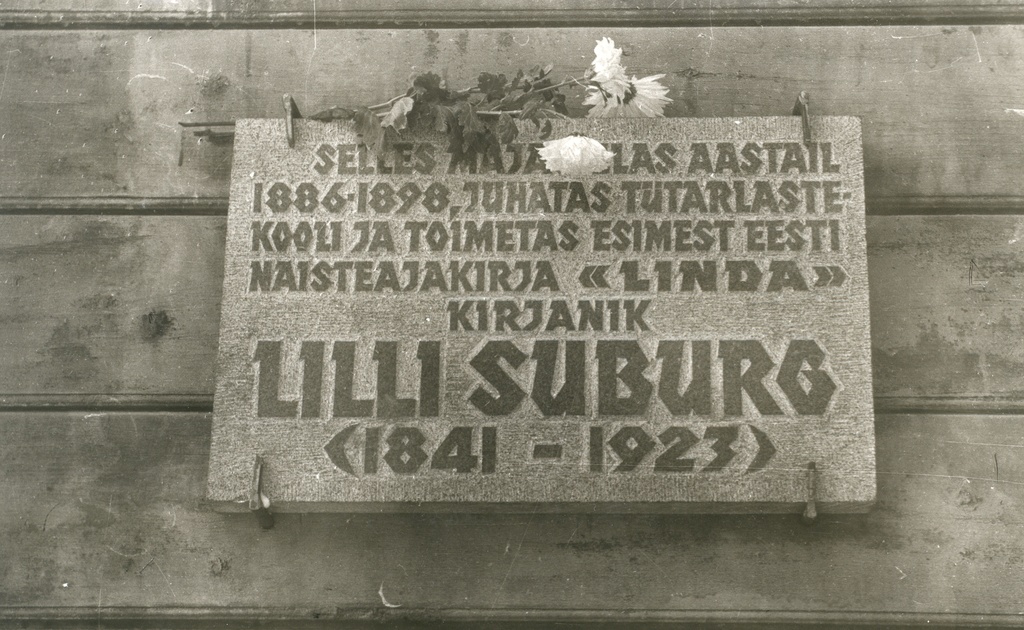 SELLES AASTAIL
1886-1898, JUHATAS TÜTARLASTE-
KOOLI JA TOIMETAS ESIMEST EESTI
NAISTEAJAKIRJA «LINDA»
KIRJANIK
LILLI SUBURG
(1841 - 1923)